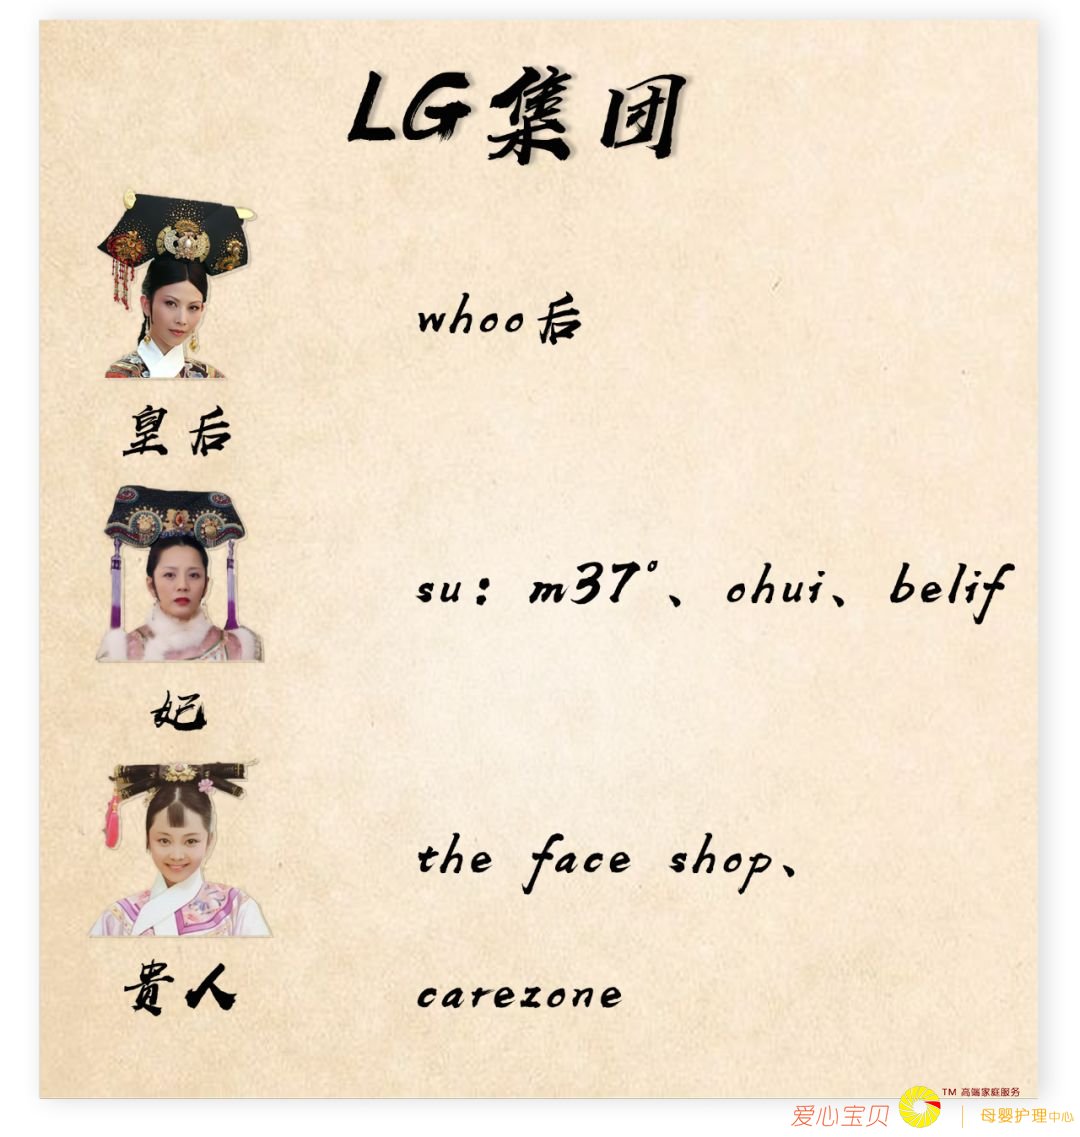 LG集团
whoo后
皇后
su：m37°、ohui、belif
妃
the face shop、
carezone
贵人
爱心宝贝
TM 高端家庭服务
母婴护理中心